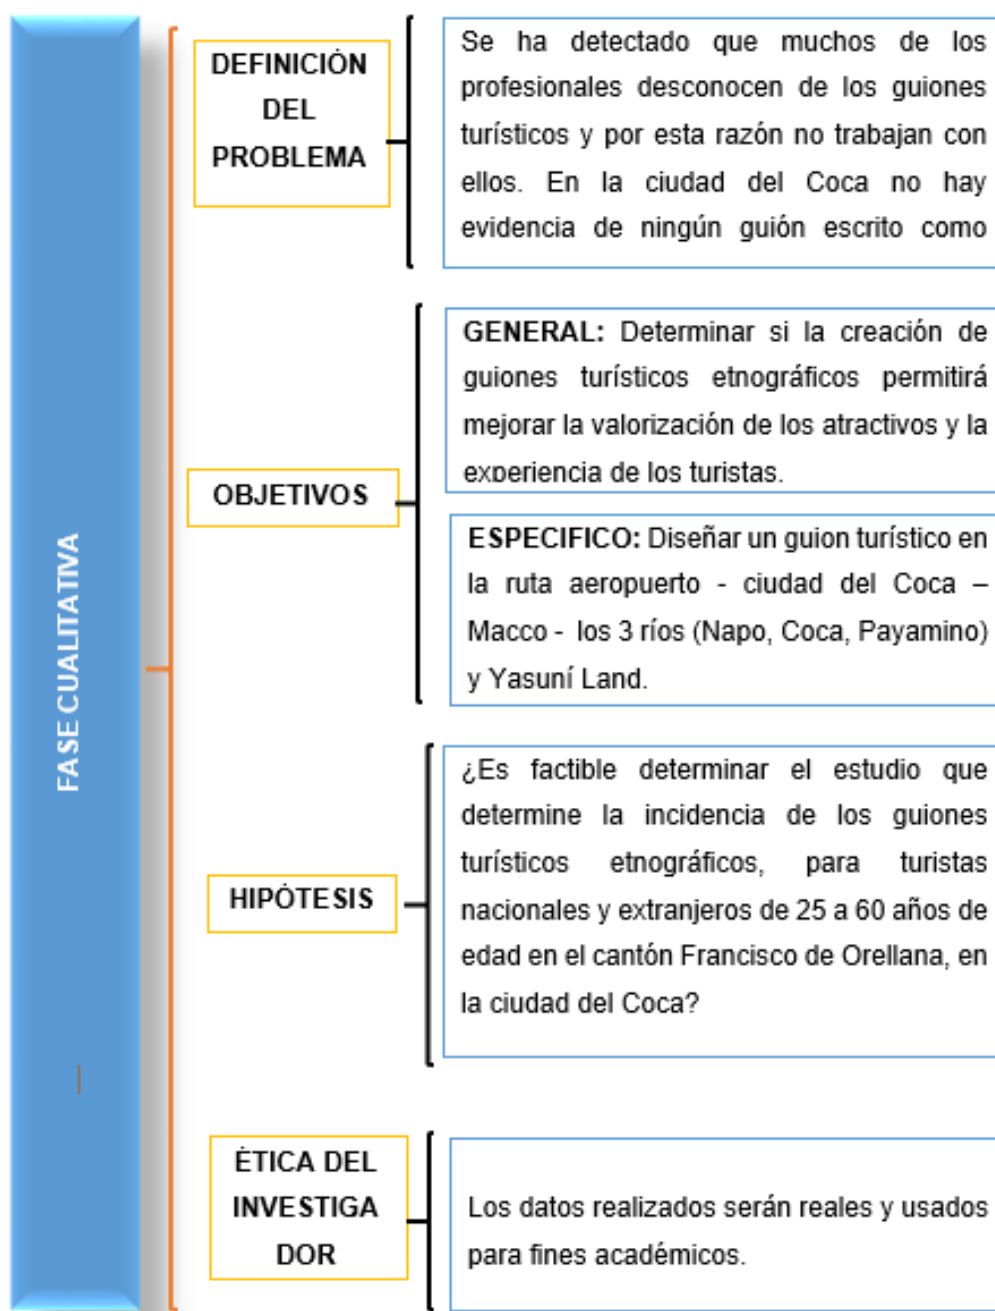 FASE CUALITATIVA
DEFINICIÓN
DEL
PROBLEMA
Se ha detectado que muchos de los
profesionales desconocen de los guiones
turísticos y por esta razón no trabajan con
ellos. En la ciudad del Coca no hay
evidencia de ningún guión escrito como
OBJETIVOS
GENERAL: Determinar si la creación de
guiones turísticos etnográficos permitirá
mejorar la valorización de los atractivos y la
experiencia de los turistas.
ESPECIFICO: Diseñar un guion turístico en
la ruta aeropuerto - ciudad del Coca –
Macco - los 3 ríos (Napo, Coca, Payamino)
y Yasuní Land.
HIPÓTESIS
¿Es factible determinar el estudio que
determine la incidencia de los guiones
turísticos etnográficos, para turistas
nacionales y extranjeros de 25 a 60 años de
edad en el cantón Francisco de Orellana, en
la ciudad del Coca?
ÉTICA DEL
INVESTIGA
DOR
Los datos realizados serán reales y usados
para fines académicos.